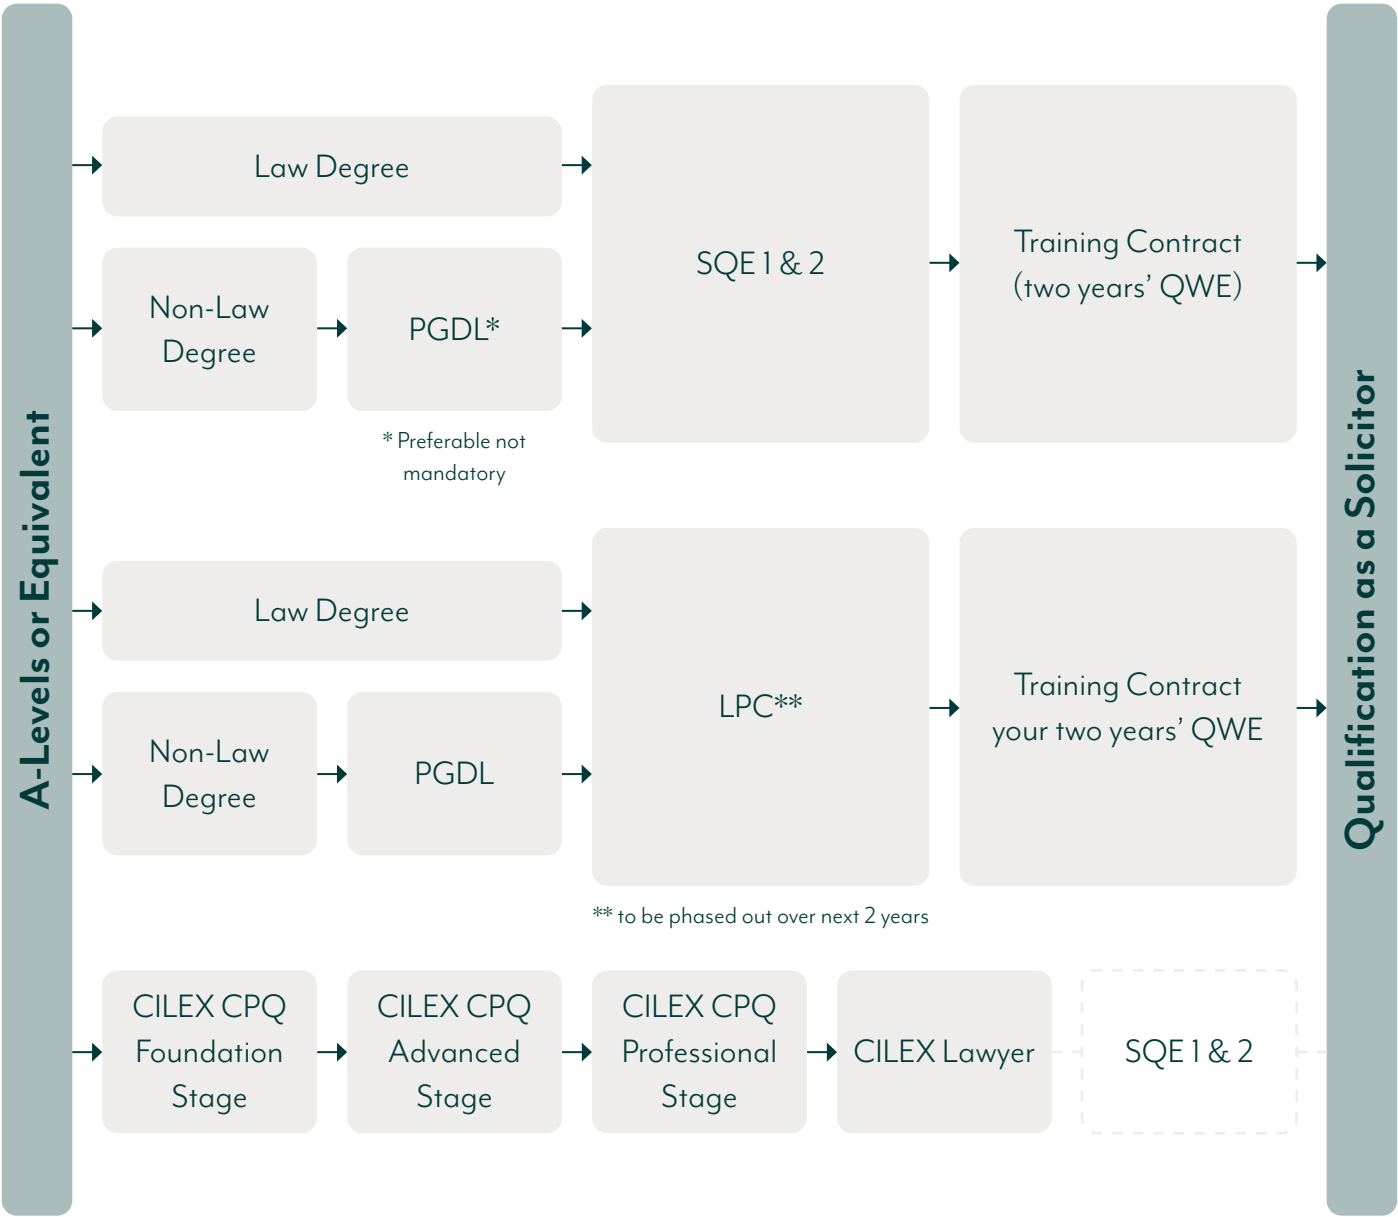 A-Levels or Equivalent
Law Degree
Non-Law
Degree
PGDL*
* Preferable not
mandatory
SQE 1 & 2
Training Contract
(two years’ QWE)
Law Degree
Non-Law
Degree
PGDL
LPC**
** to be phased out over next 2 years
Training Contract
your two years’ QWE
CILEX CPQ
Foundation
Stage
CILEX CPQ
Advanced
Stage
CILEX CPQ
Professional
Stage
CILEX Lawyer
SQE 1 & 2
Qualification as a Solicitor